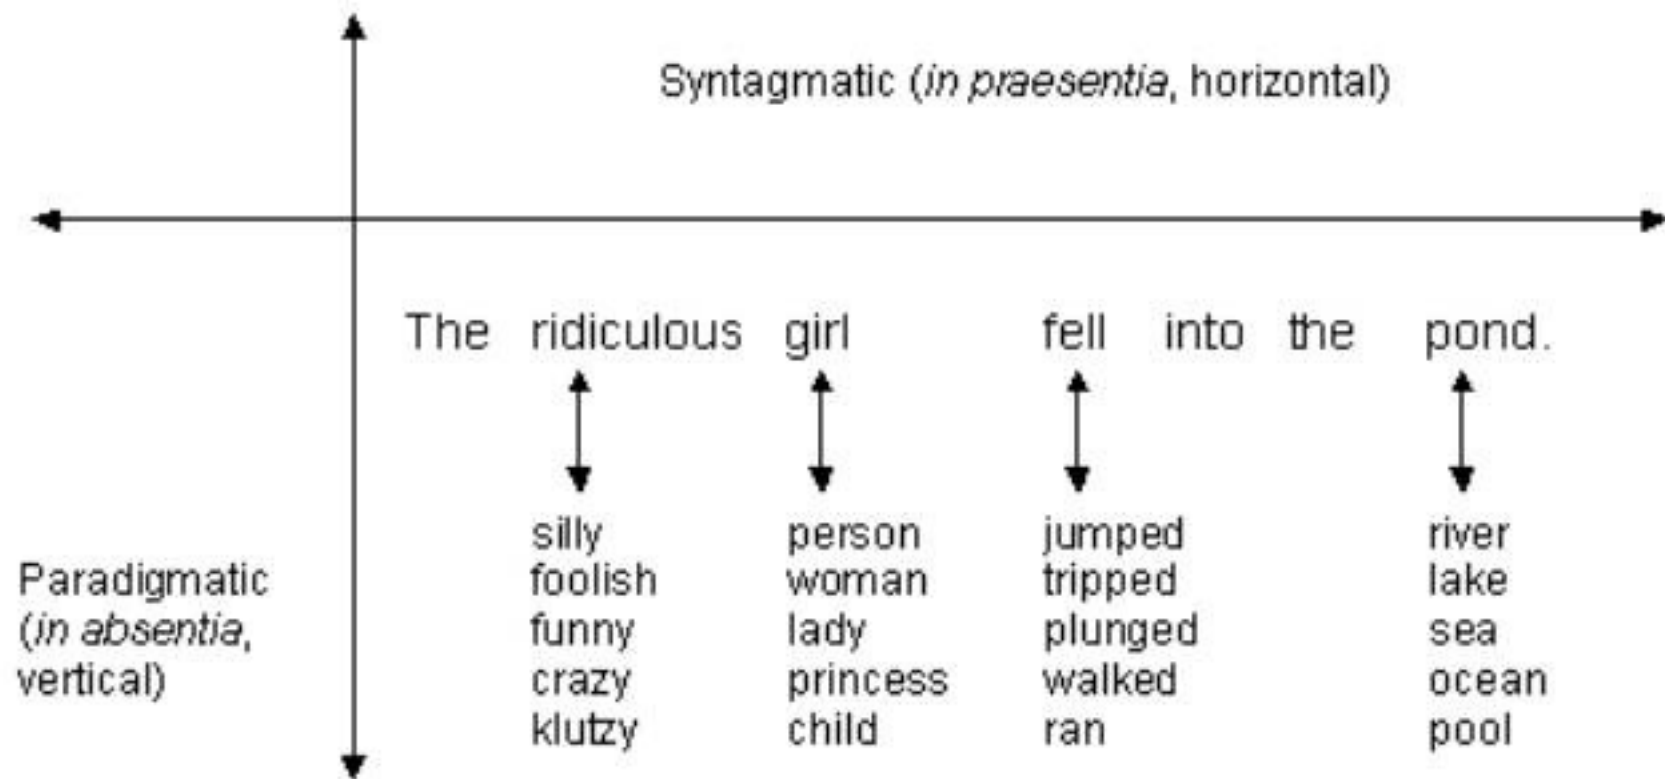 Syntagmatic (in praesentia, horizontal)
The ridiculous girl fell into the pond.
Paradigmatic
(in absentia,
vertical)
silly person jumped river
foolish woman tripped lake
funny lady plunged sea
crazy princess walked ocean
klutzy child ran pool